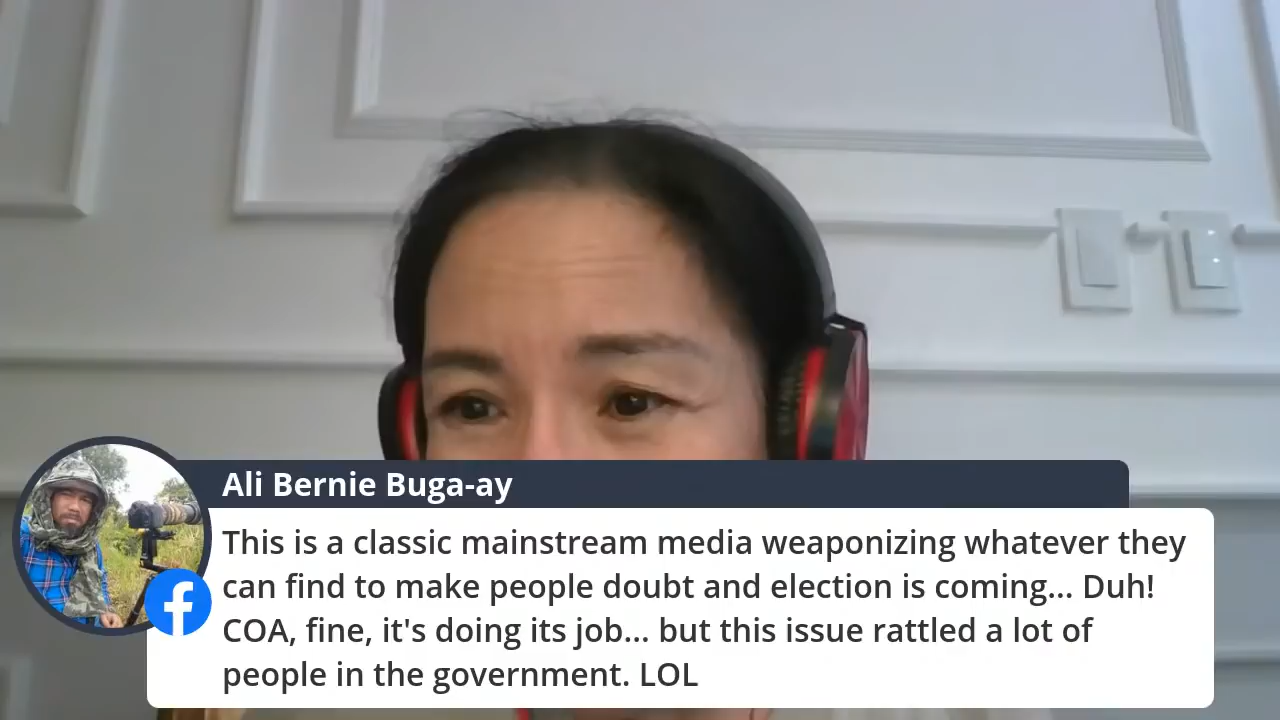 Ali Bernie Buga-ay
This is a classic mainstream media weaponizing whatever they
can find to make people doubt and election is coming... Duh!
COA, fine, it's doing its job... but this issue rattled a lot of
people in the government. LOL